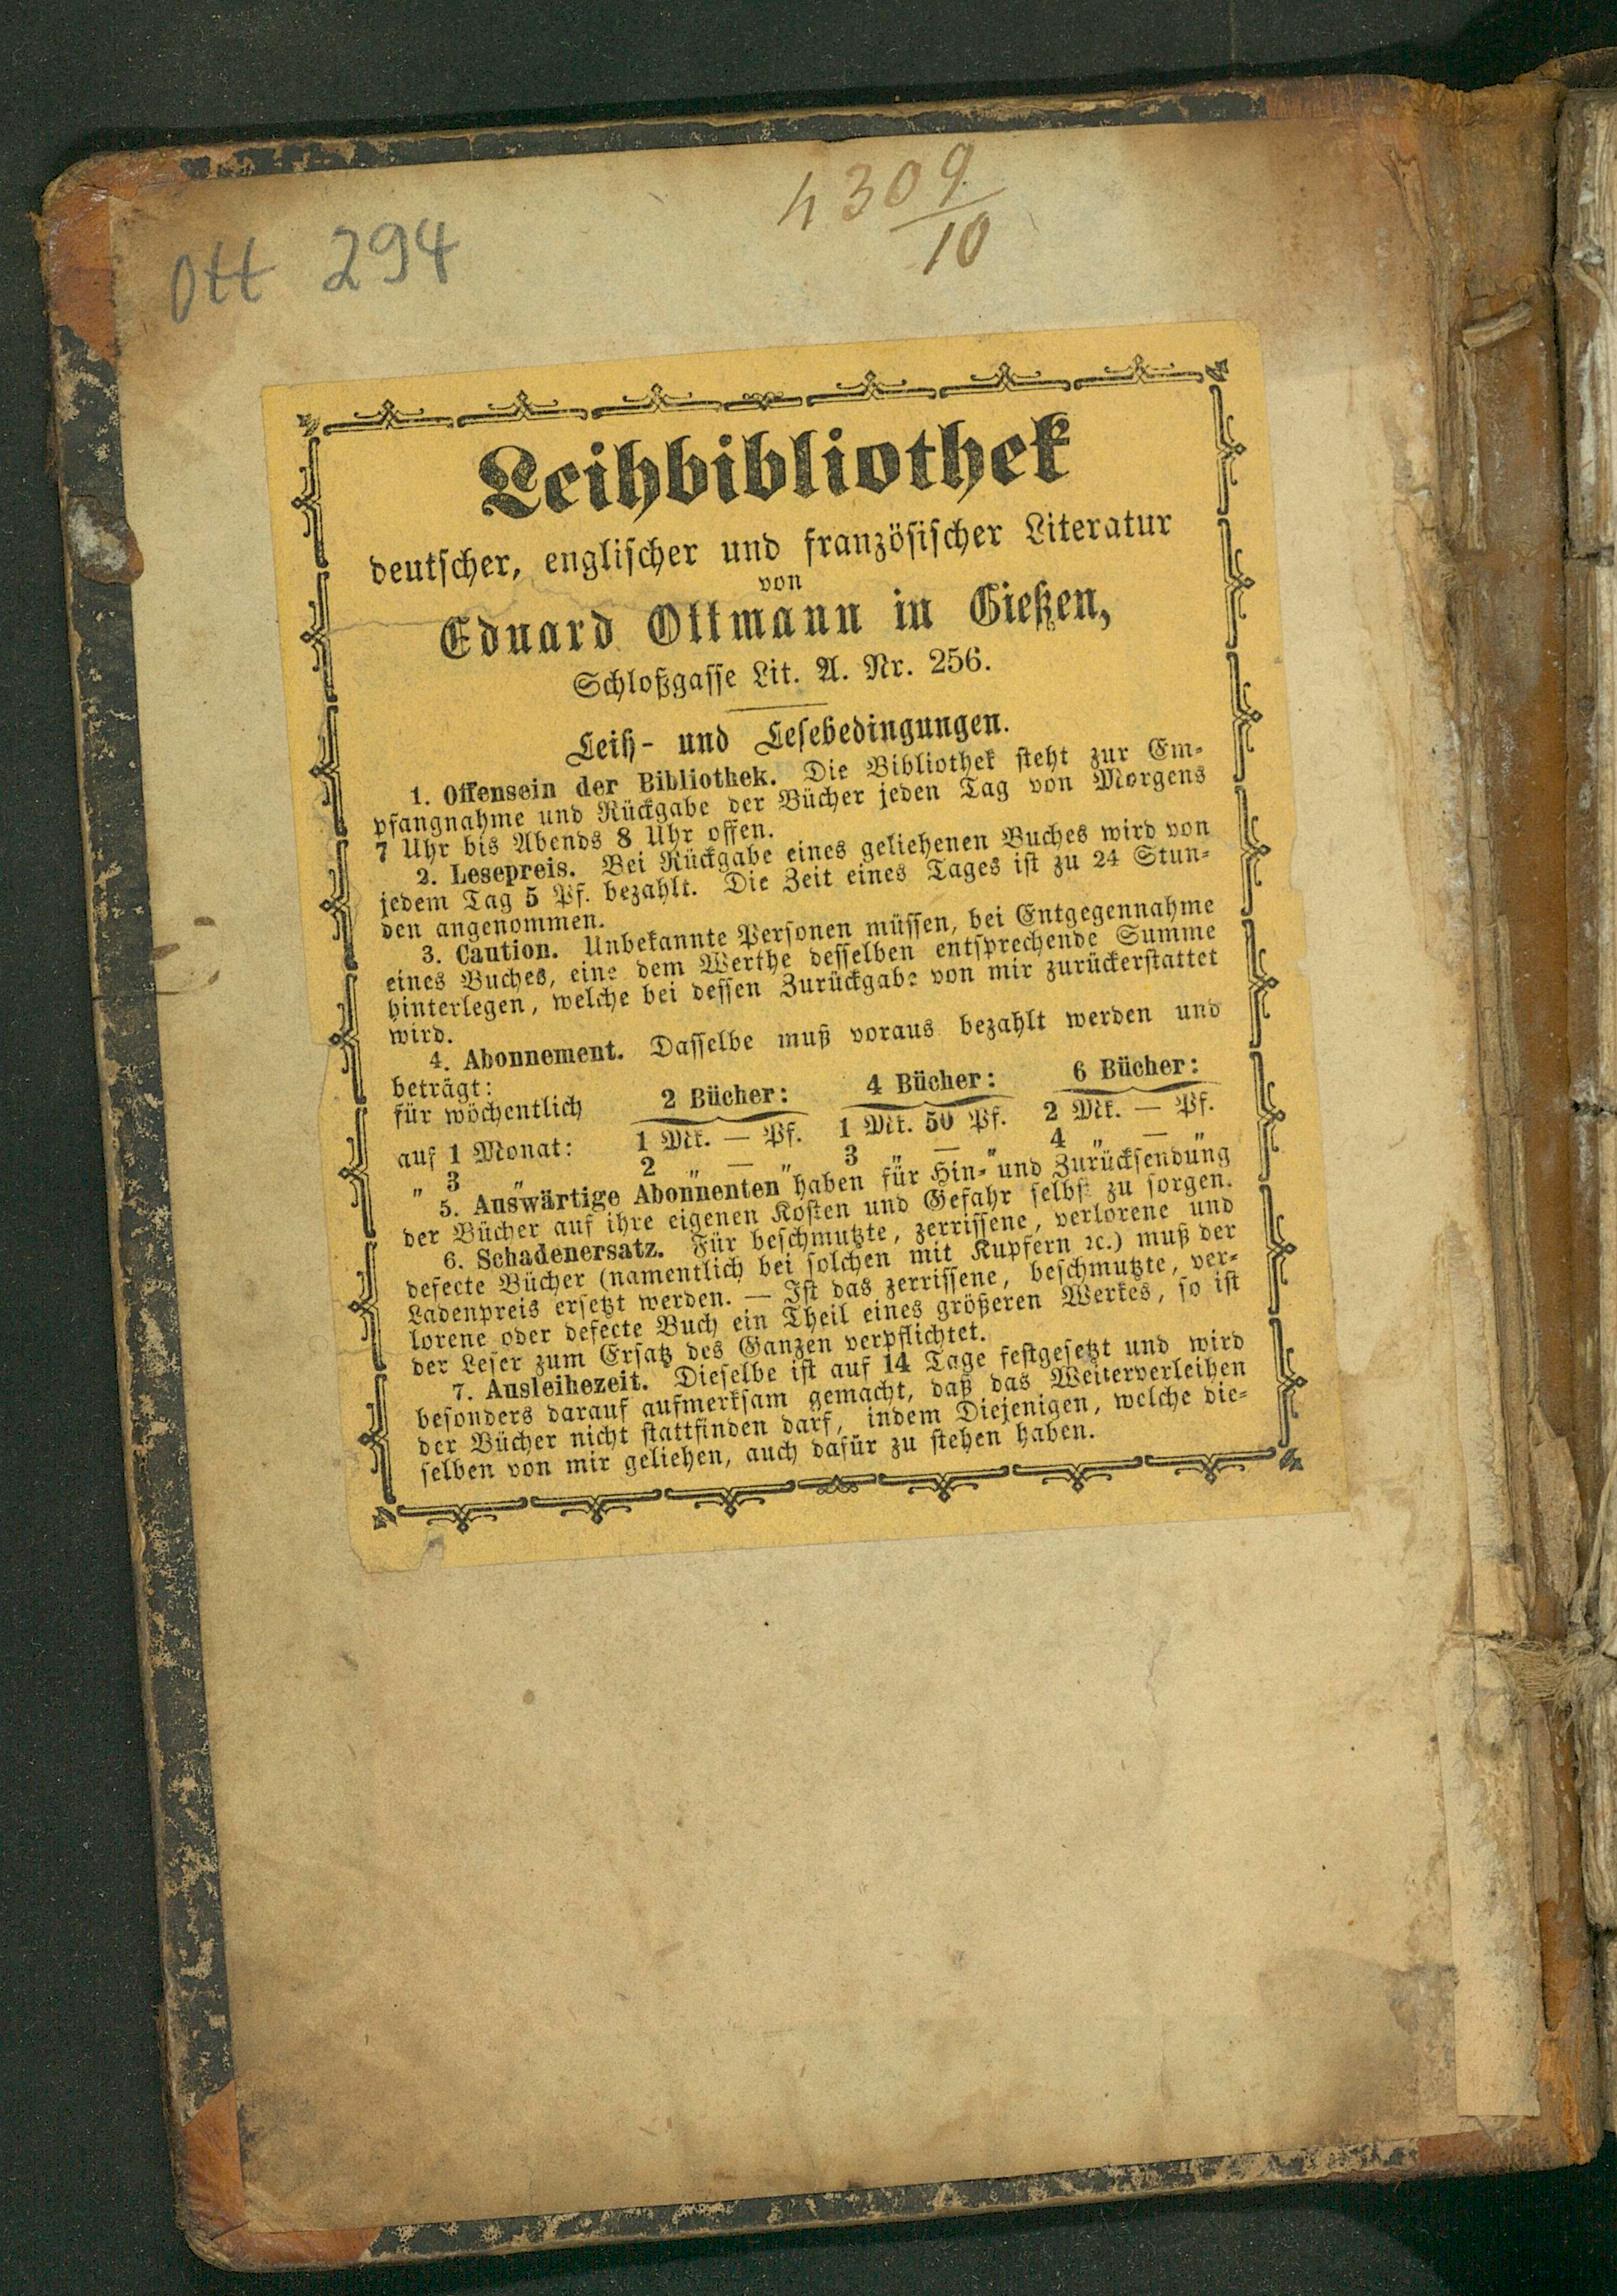 Ott 294
4309
10
Leihbibliothek
deutscher, englischer und französischer Literatur
von
Eduard Ottmann in Gießen,
Schloßgasse Lit. A. Nr. 256.
Leih- und Lesebedingungen.
1. Offensein der Bibliothek. Die Bibliothek steht zur Em-
pfangnahme und Rückgabe der Bücher jeden Tag von Morgens
7 Uhr bis Abends 8 Uhr offen.
2. Lesepreis. Bei Rückgabe eines geliehenen Buches wird von
jedem Tag 5 Pf. bezahlt. Die Zeit eines Tages ist zu 24 Stun-
den angenommen.
3. Caution. Unbekannte Personen müssen, bei Entgegennahme
eines Buches, eine dem Werthe desselben entsprechende Summe
hinterlegen, welche bei dessen Zurückgabe von mir zurückerstattet
wird.
4. Abonnement. Dasselbe muß voraus bezahlt werden und
beträgt:
für wöchentlich 2 Bücher: 4 Bücher: 6 Bücher:
auf 1 Monat: 1 Mk. — Pf. 1 Mk. 50 Pf. 2 Mk. — Pf.
" 3 " 2 " — " 3 " — " 4 " — "
5. Auswärtige Abonnenten haben für Hin- und Zurücksendung
der Bücher auf ihre eigenen Kosten und Gefahr selbst zu sorgen.
6. Schadenersatz. Für beschmutzte, zerrissene, verlorene und
defecte Bücher (namentlich bei solchen mit Kupfern ꝛc.) muß der
Ladenpreis ersetzt werden. — Ist das zerrissene, beschmutzte, ver-
lorene oder defecte Buch ein Theil eines größeren Werkes, so ist
der Leser zum Ersatz des Ganzen verpflichtet.
7. Ausleihezeit. Dieselbe ist auf 14 Tage festgesetzt und wird
besonders darauf aufmerksam gemacht, daß das Weiterverleihen
der Bücher nicht stattfinden darf, indem Diejenigen, welche die-
selben von mir geliehen, auch dafür zu stehen haben.